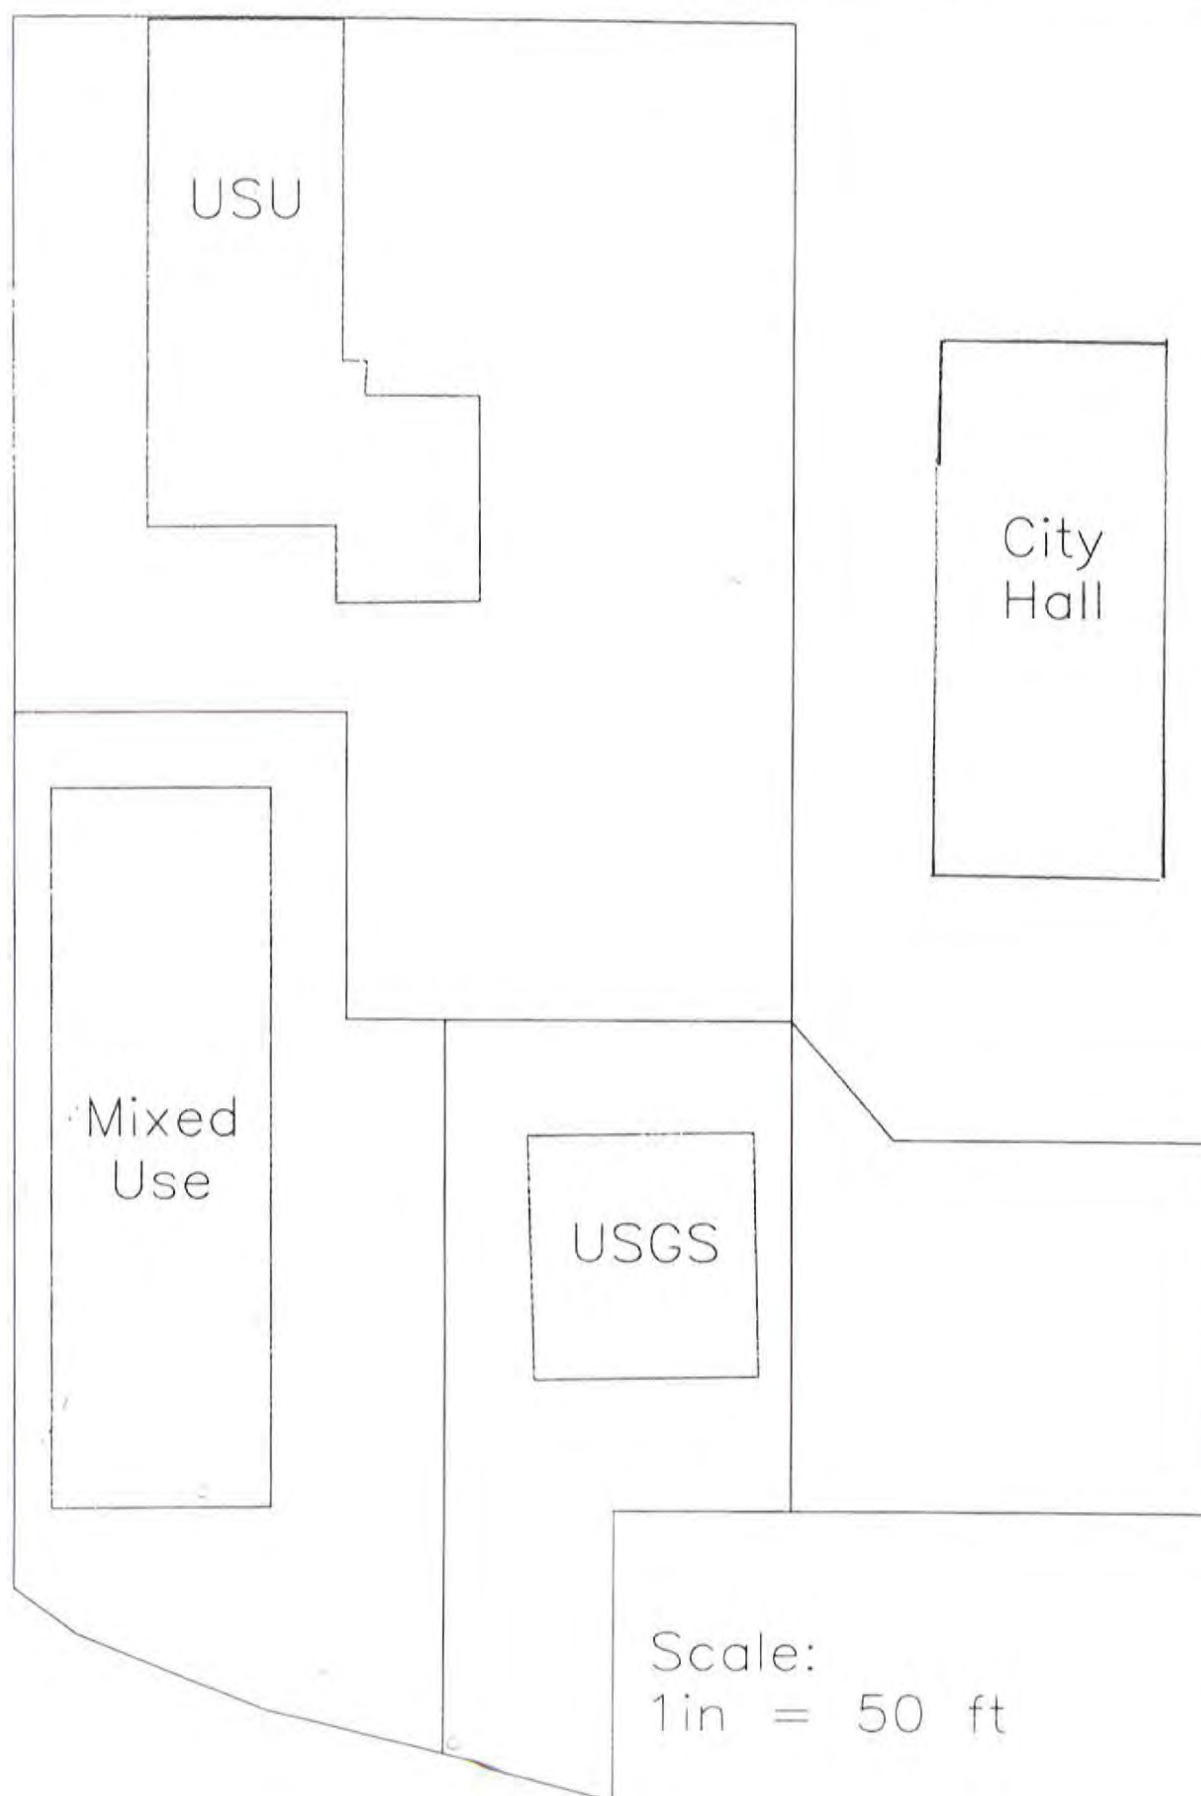 USU
City
Hall
Mixed
Use
USGS
Scale:
1in = 50 ft